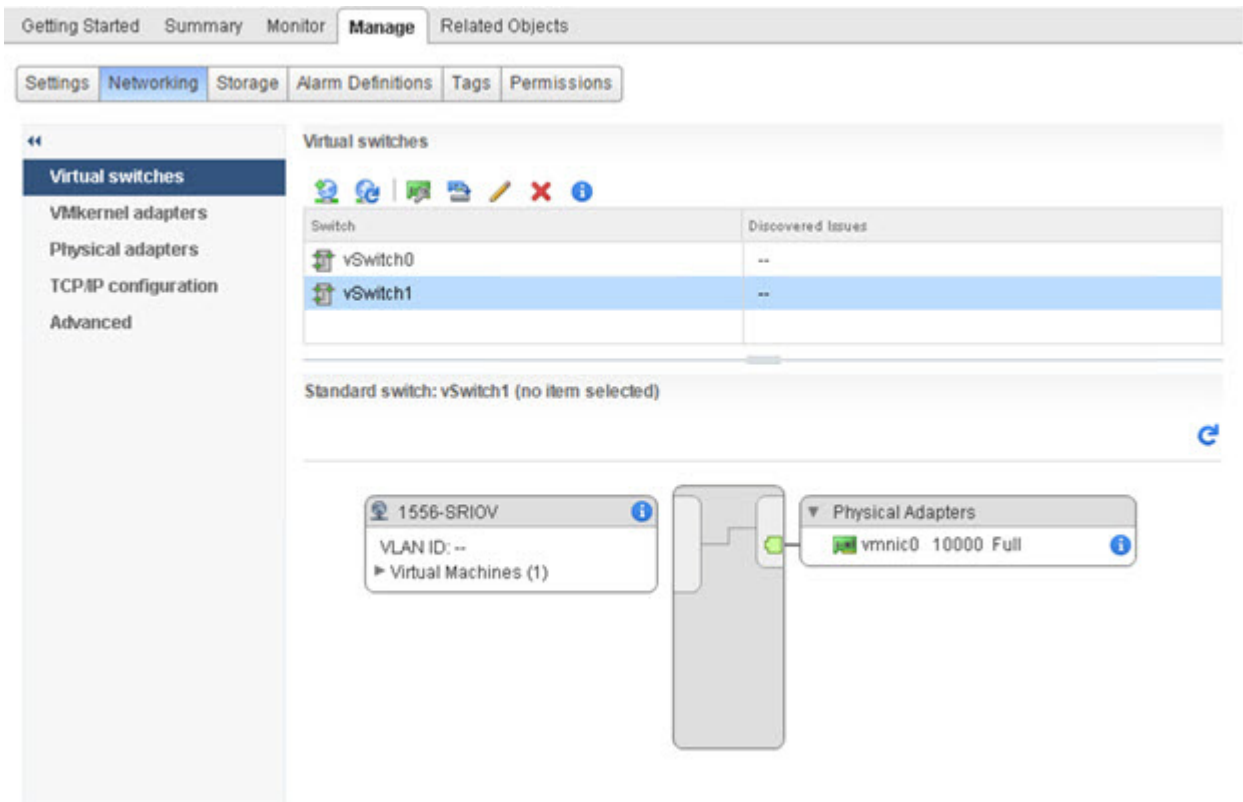 Getting Started Summary Monitor Manage Related Objects
Settings Networking Storage Alarm Definitions Tags Permissions
Virtual switches
VMkernel adapters
Physical adapters
TCP/IP configuration
Advanced
Virtual switches
Switch Discovered Issues
vSwitch0 --
vSwitch1 --
Standard switch: vSwitch1 (no item selected)
1556-SRIOV
VLAN ID: --
Virtual Machines (1)
Physical Adapters
vmnic0 10000 Full